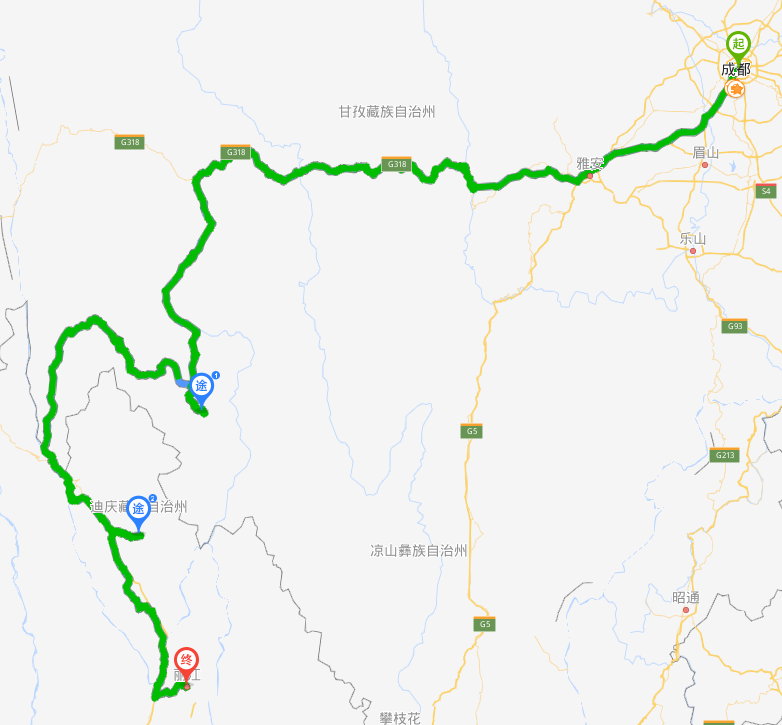 起
成都
甘孜藏族自治州
G318
G318
G318
雅安
眉山
S4
乐山
G93
途
1
G5
G213
途
2
迪庆藏 自治州
凉山彝族自治州
昭通
G5
终
丽江
攀枝花